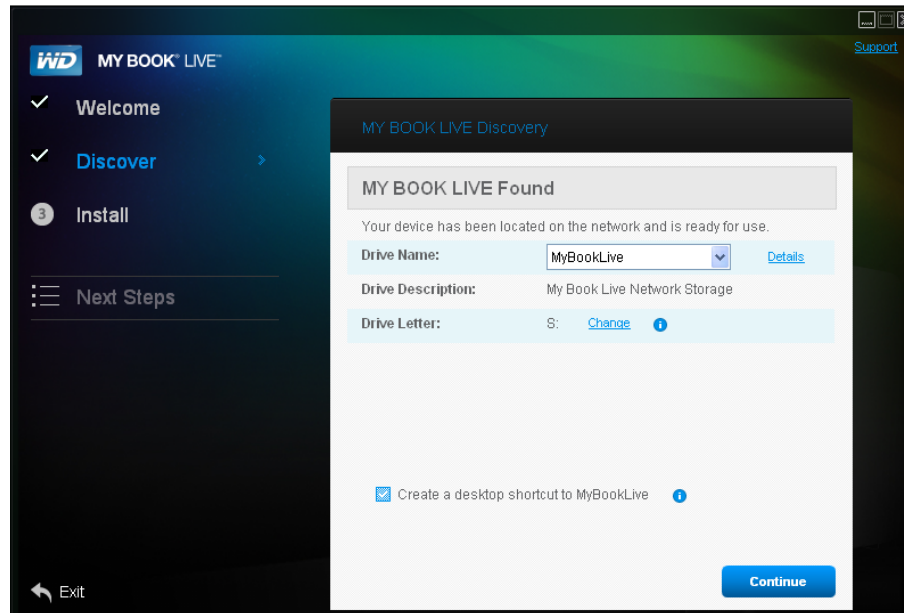 Support
WD MY BOOK® LIVE™
Welcome
Discover
3 Install
Next Steps
Exit
MY BOOK LIVE Discovery
MY BOOK LIVE Found
Your device has been located on the network and is ready for use.
Drive Name: MyBookLive Details
Drive Description: My Book Live Network Storage
Drive Letter: S: Change i
Create a desktop shortcut to MyBookLive i
Continue